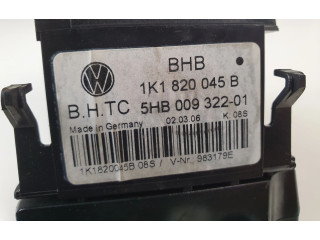 BHB
1K1 820 045 B
B.H.TC 5HB 009 322-01
Made in Germany 02.03.06 K: 08S
1K1820045B 08S / V-Nr. 983179E